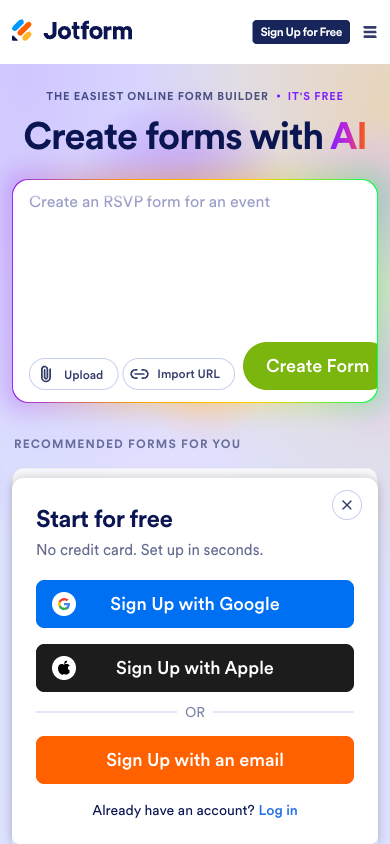 Jotform
Sign Up for Free
THE EASIEST ONLINE FORM BUILDER • IT'S FREE
Create forms with AI
Create an RSVP form for an event
Upload
Import URL
Create Form
RECOMMENDED FORMS FOR YOU
Start for free
No credit card. Set up in seconds.
Sign Up with Google
Sign Up with Apple
OR
Sign Up with an email
Already have an account? Log in